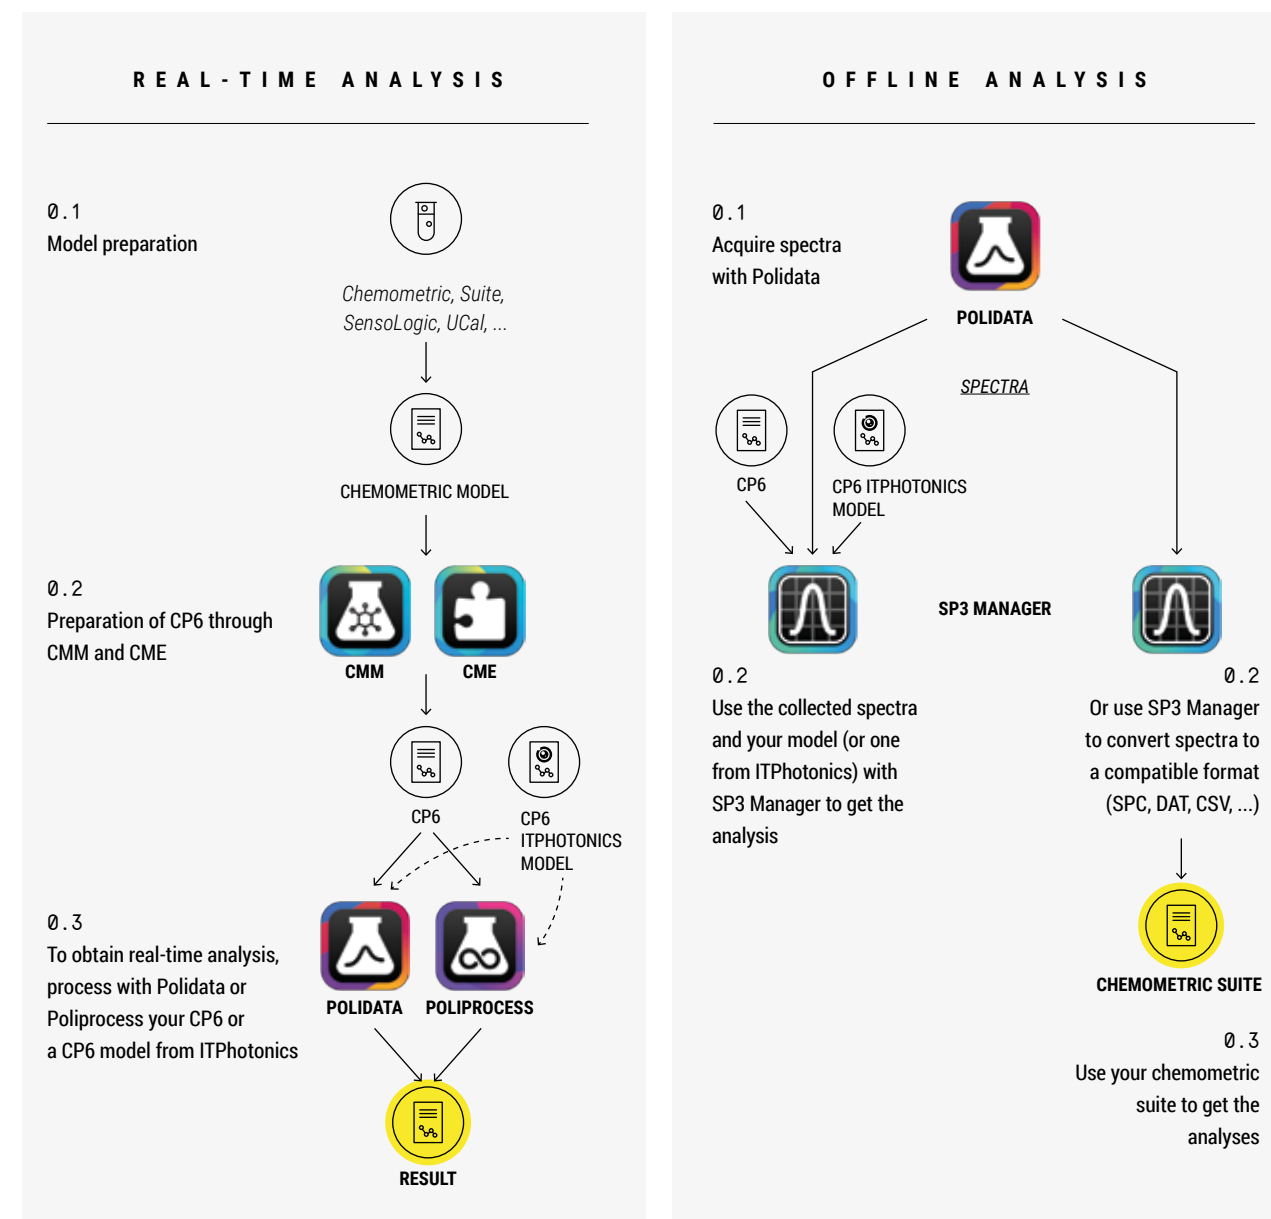 REAL-TIME ANALYSIS
0.1
Model preparation
Chemometric, Suite,
SensoLogic, UCal, ...
CHEMOMETRIC MODEL
0.2
Preparation of CP6 through
CMM and CME
CMM
CME
CP6
CP6
ITPHOTONICS
MODEL
0.3
To obtain real-time analysis,
process with Polidata or
Poliprocess your CP6 or
a CP6 model from ITPhotonics
POLIDATA
POLIPROCESS
RESULT
OFFLINE ANALYSIS
0.1
Acquire spectra
with Polidata
POLIDATA
SPECTRA
CP6
CP6 ITPHOTONICS
MODEL
SP3 MANAGER
0.2
Use the collected spectra
and your model (or one
from ITPhotonics) with
SP3 Manager to get the
analysis
0.2
Or use SP3 Manager
to convert spectra to
a compatible format
(SPC, DAT, CSV, ...)
CHEMOMETRIC SUITE
0.3
Use your chemometric
suite to get the
analyses